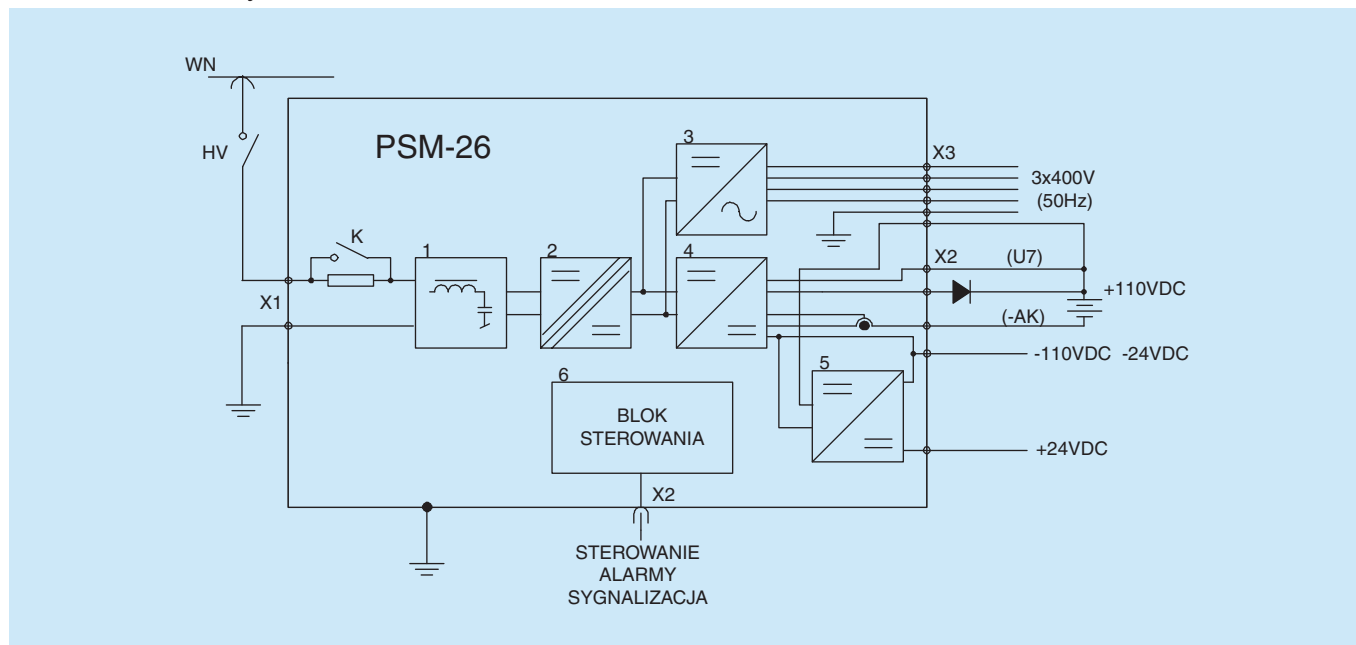 WN
HV
PSM-26
K
X1
1
2
3
4
5
6
X3
3x400V
(50Hz)
X2
(U7)
+110VDC
(-AK)
-110VDC -24VDC
+24VDC
BLOK
STEROWANIA
X2
STEROWANIE
ALARMY
SYGNALIZACJA